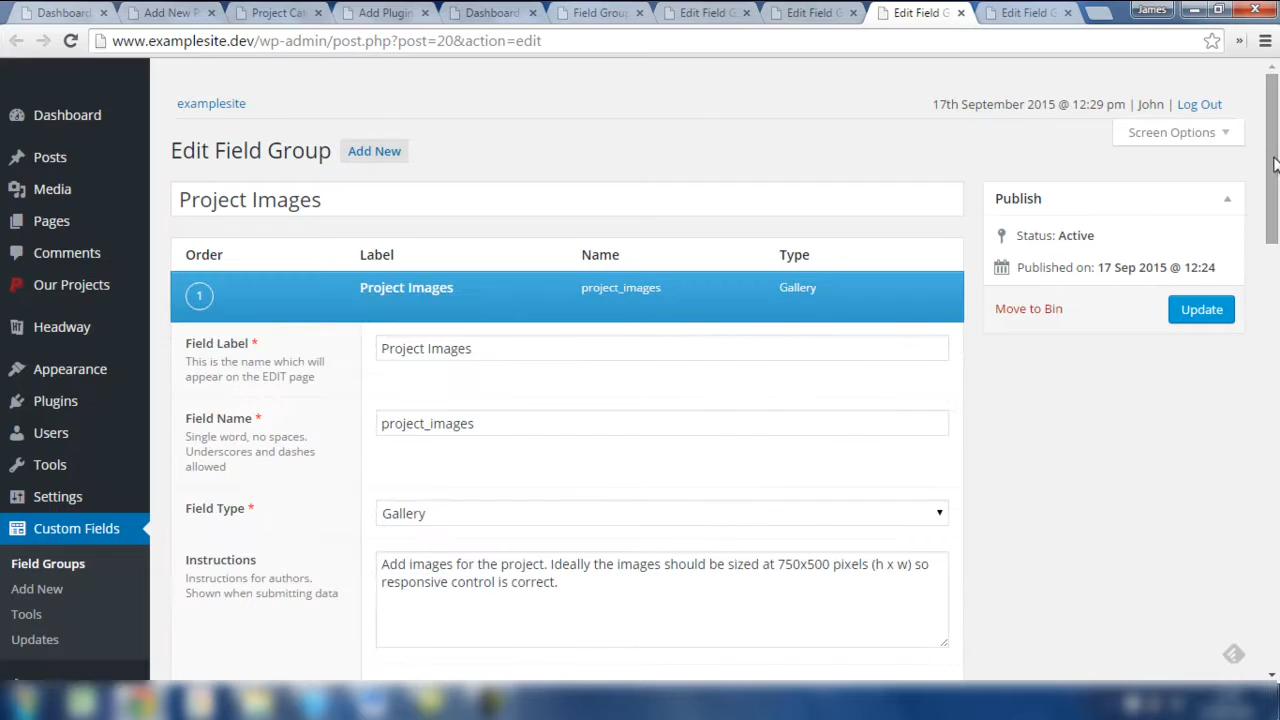 Dashboard
Add New P
Project Cat
Add Plugin
Dashboard
Field Group
Edit Field G
Edit Field G
Edit Field G
Edit Field G
James
www.examplesite.dev/wp-admin/post.php?post=20&action=edit
examplesite
17th September 2015 @ 12:29 pm | John | Log Out
Screen Options
Edit Field Group
Add New
Project Images
Order Label Name Type
1 Project Images project_images Gallery
Field Label *
This is the name which will
appear on the EDIT page
Project Images
Field Name *
Single word, no spaces.
Underscores and dashes
allowed
project_images
Field Type *
Gallery
Instructions
Instructions for authors.
Shown when submitting data
Add images for the project. Ideally the images should be sized at 750x500 pixels (h x w) so
responsive control is correct.
Publish
Status: Active
Published on: 17 Sep 2015 @ 12:24
Move to Bin
Update
Dashboard
Posts
Media
Pages
Comments
Our Projects
Headway
Appearance
Plugins
Users
Tools
Settings
Custom Fields
Field Groups
Add New
Tools
Updates